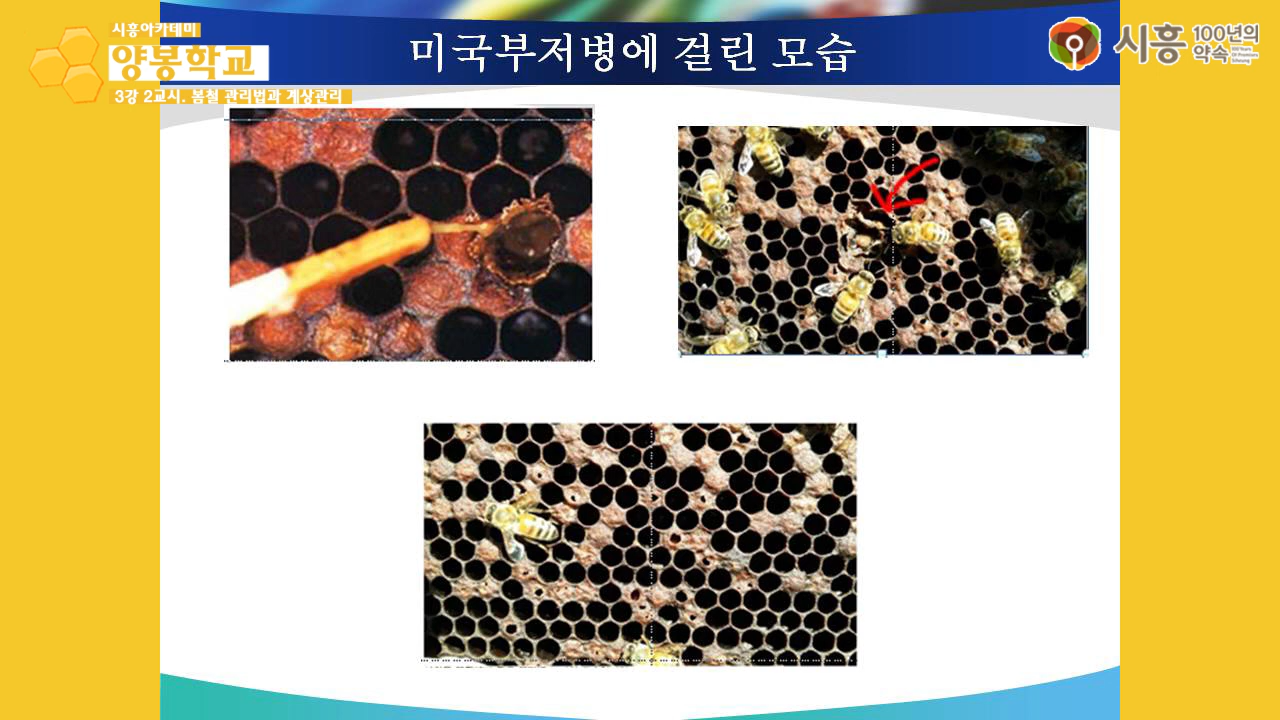 시흥아카데미
양봉학교
3강 2교시. 봄철 관리법과 계상관리
미국부저병에 걸린 모습
시흥 100년의
약속